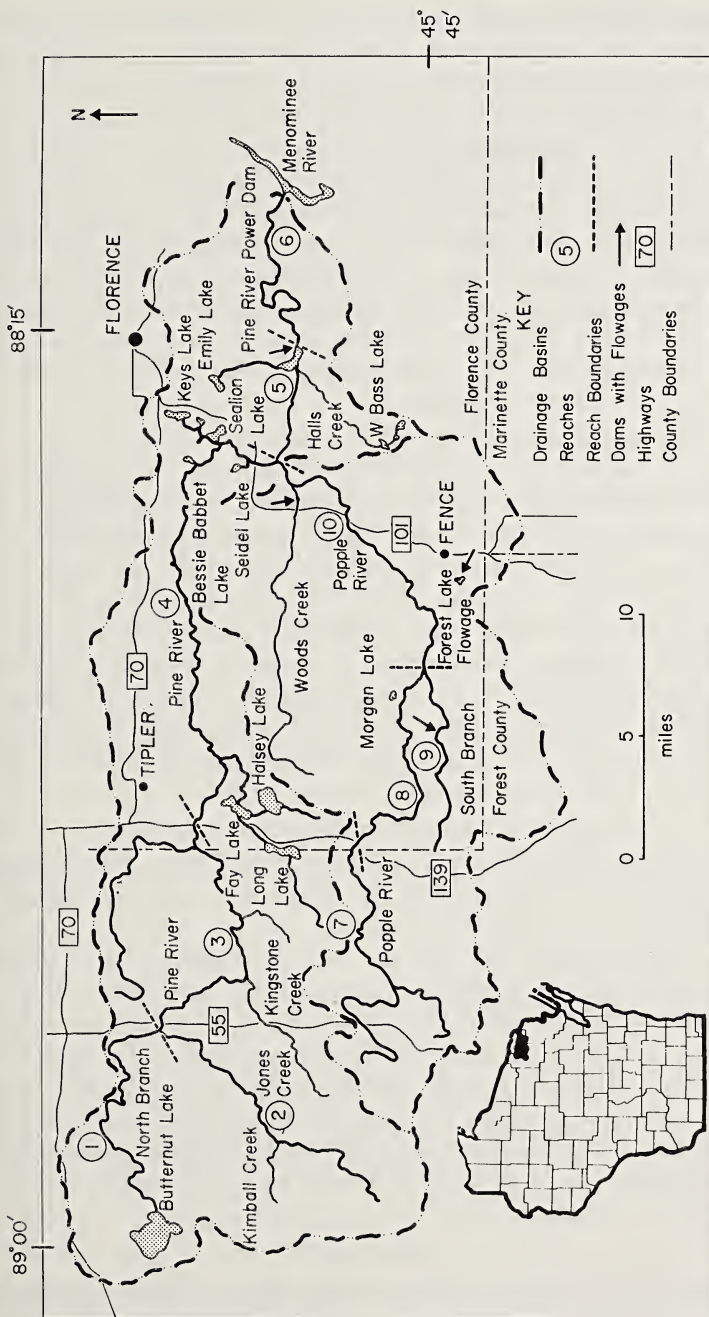 89° 00'
88° 15'
45°
45'
N
70
70
TIPLER
FLORENCE
1
North Branch
Butternut Lake
Pine River
55
3
4
Pine River
Keys Lake
Emily Lake
Sealion
Lake
Bessie Babbet
Lake
Seidel Lake
Pine River Power Dam
Menominee
River
5
6
Kimball Creek
2
Jones
Creek
Kingstone
Creek
Fay Lake
Long
Lake
Halsey Lake
Woods Creek
Halls
Creek
W Bass Lake
7
Popple River
139
Morgan Lake
8
9
South Branch
10
Popple
River
101
FENCE
Forest Lake
Flowage
Forest County
Florence County
Marinette County
KEY
Drainage Basins
Reaches 5
Reach Boundaries
Dams with Flowages
Highways 70
County Boundaries
0 5 10
miles